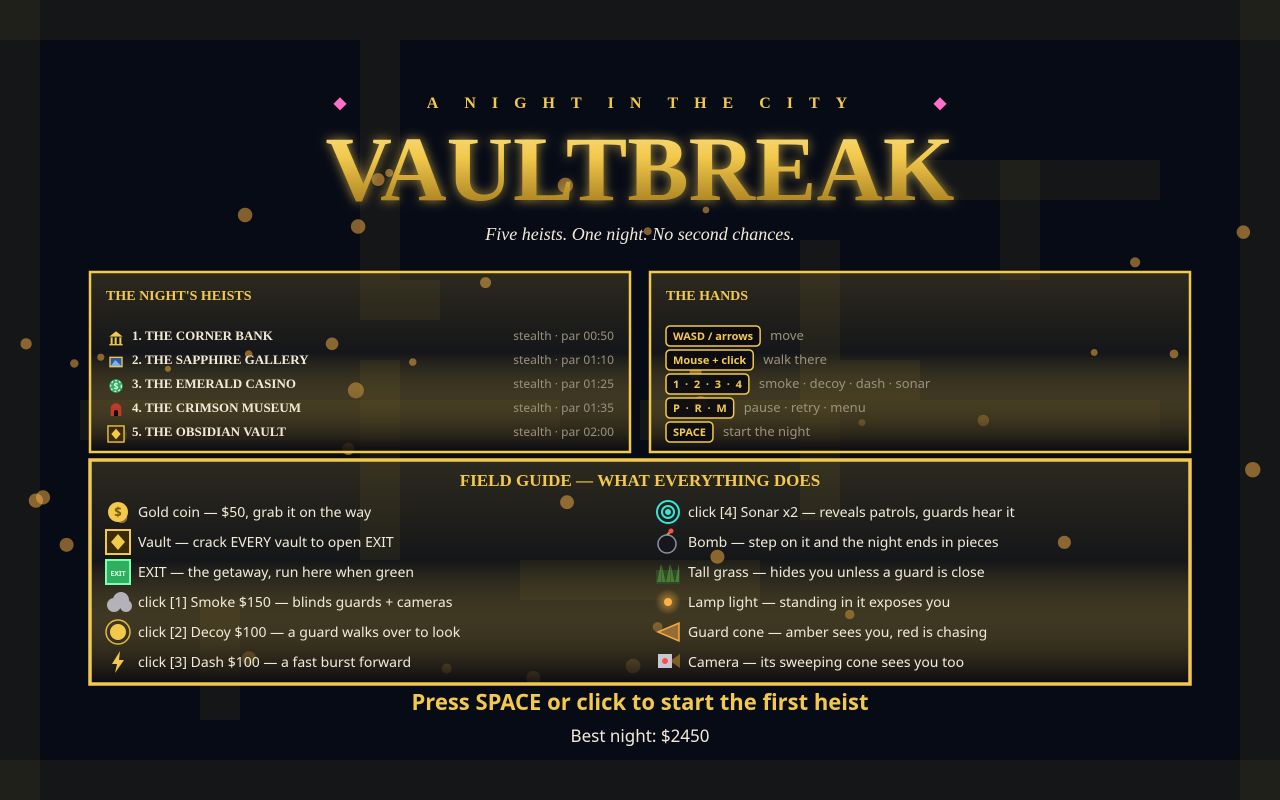 A NIGHT IN THE CITY
VAULTBREAK
Five heists. One night. No second chances.
THE NIGHT'S HEISTS
1. THE CORNER BANK stealth · par 00:50
2. THE SAPPHIRE GALLERY stealth · par 01:10
$ 3. THE EMERALD CASINO stealth · par 01:25
4. THE CRIMSON MUSEUM stealth · par 01:35
5. THE OBSIDIAN VAULT stealth · par 02:00
THE HANDS
WASD / arrows move
Mouse + click walk there
1 · 2 · 3 · 4 smoke · decoy · dash · sonar
P · R · M pause · retry · menu
SPACE start the night
FIELD GUIDE — WHAT EVERYTHING DOES
$ Gold coin — $50, grab it on the way
Vault — crack EVERY vault to open EXIT
EXIT EXIT — the getaway, run here when green
click [1] Smoke $150 — blinds guards + cameras
click [2] Decoy $100 — a guard walks over to look
click [3] Dash $100 — a fast burst forward
click [4] Sonar x2 — reveals patrols, guards hear it
Bomb — step on it and the night ends in pieces
Tall grass — hides you unless a guard is close
Lamp light — standing in it exposes you
Guard cone — amber sees you, red is chasing
Camera — its sweeping cone sees you too
Press SPACE or click to start the first heist
Best night: $2450